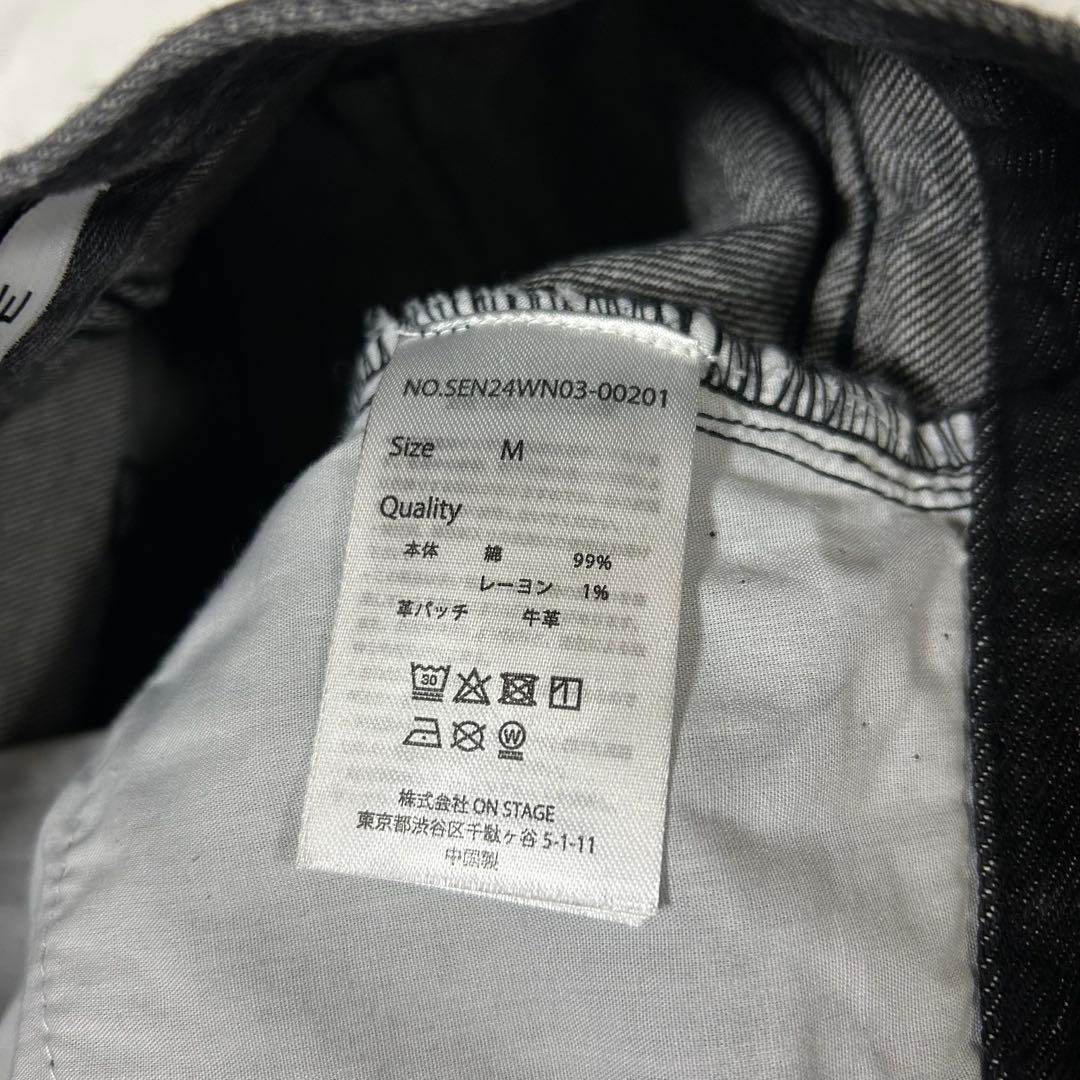 E
NO.SEN24WN03-00201
Size M
Quality
本体 綿 99%
レーヨン 1%
革パッチ 牛革
30
W
株式会社 ON STAGE
東京都渋谷区千駄ヶ谷 5-1-11
中国製